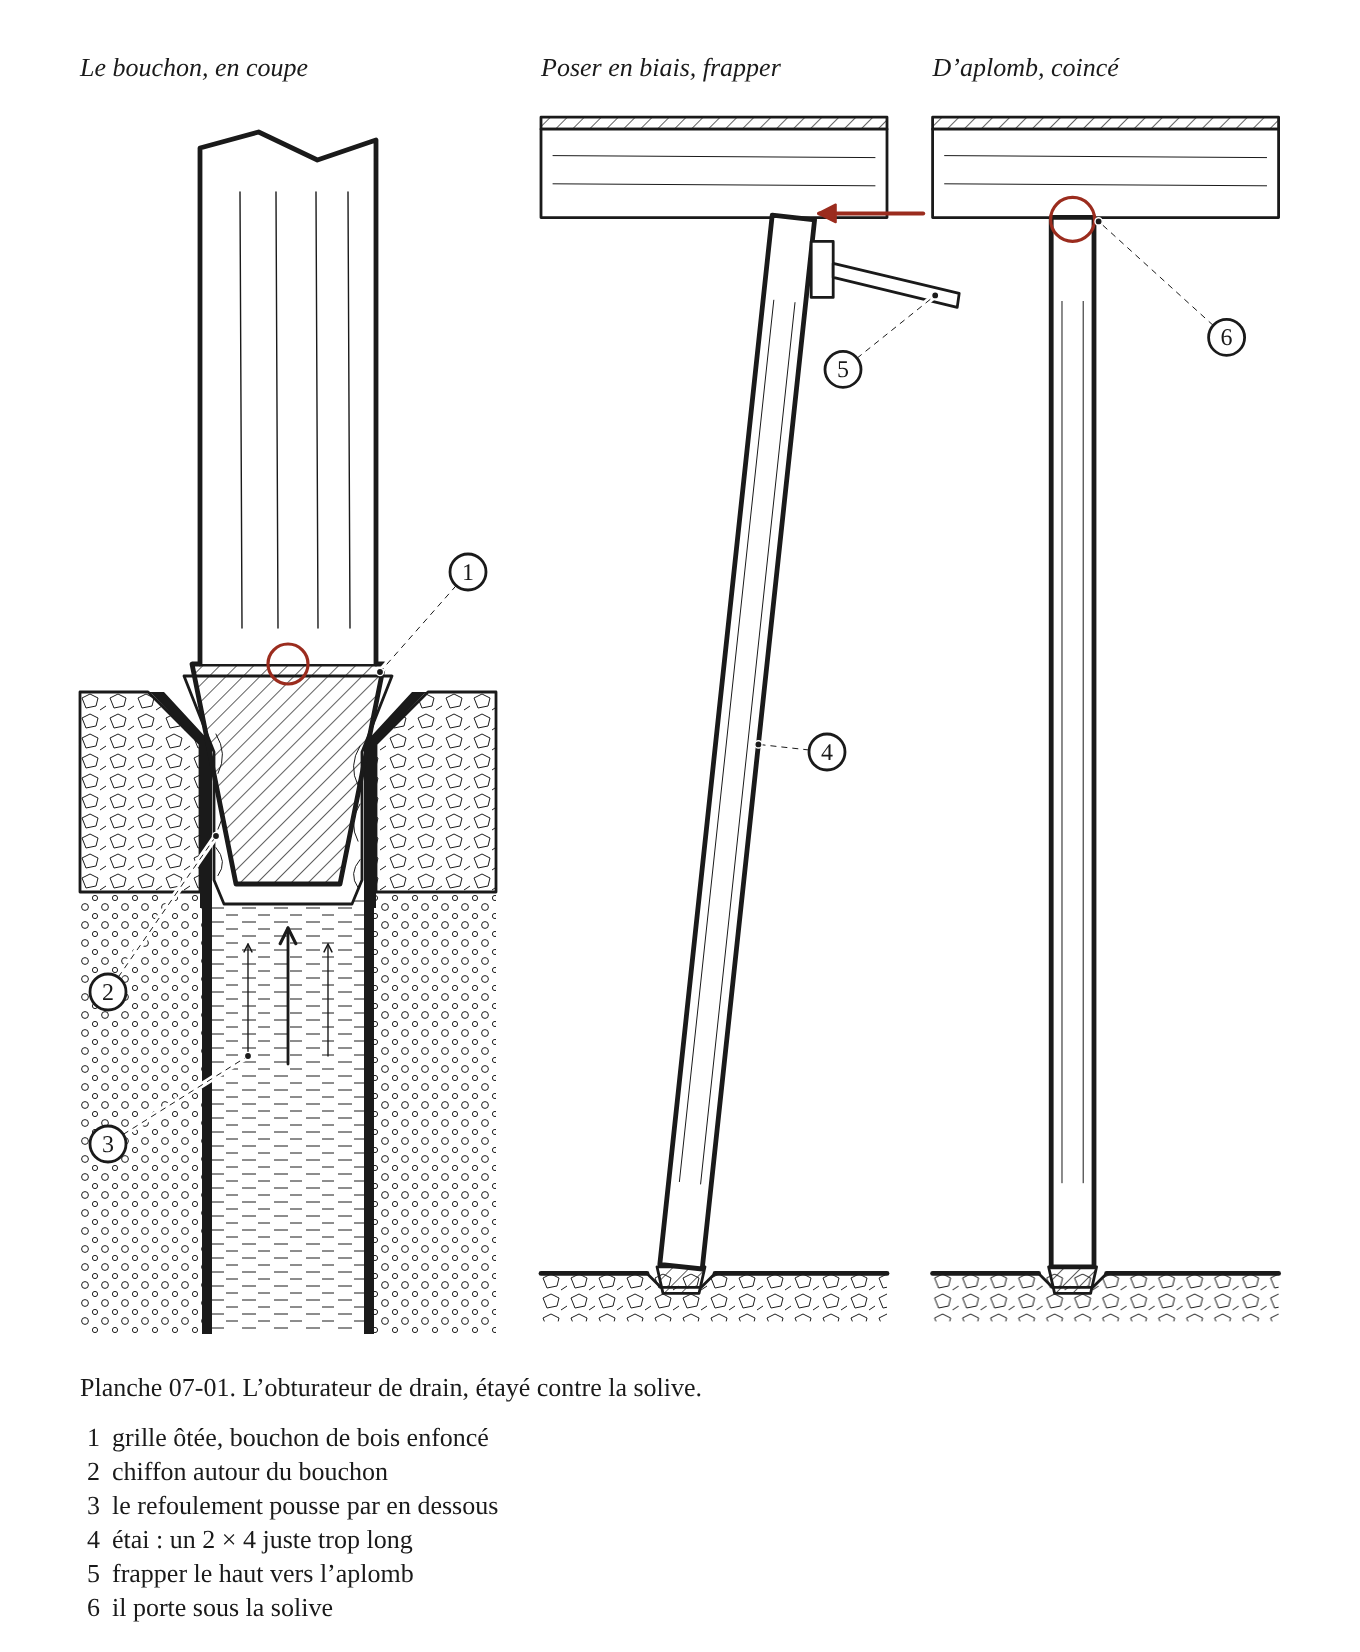 Le bouchon, en coupe
Poser en biais, frapper
D’aplomb, coincé
1
2
3
4
5
6
Planche 07-01. L’obturateur de drain, étayé contre la solive.
1 grille ôtée, bouchon de bois enfoncé
2 chiffon autour du bouchon
3 le refoulement pousse par en dessous
4 étai : un 2 × 4 juste trop long
5 frapper le haut vers l’aplomb
6 il porte sous la solive